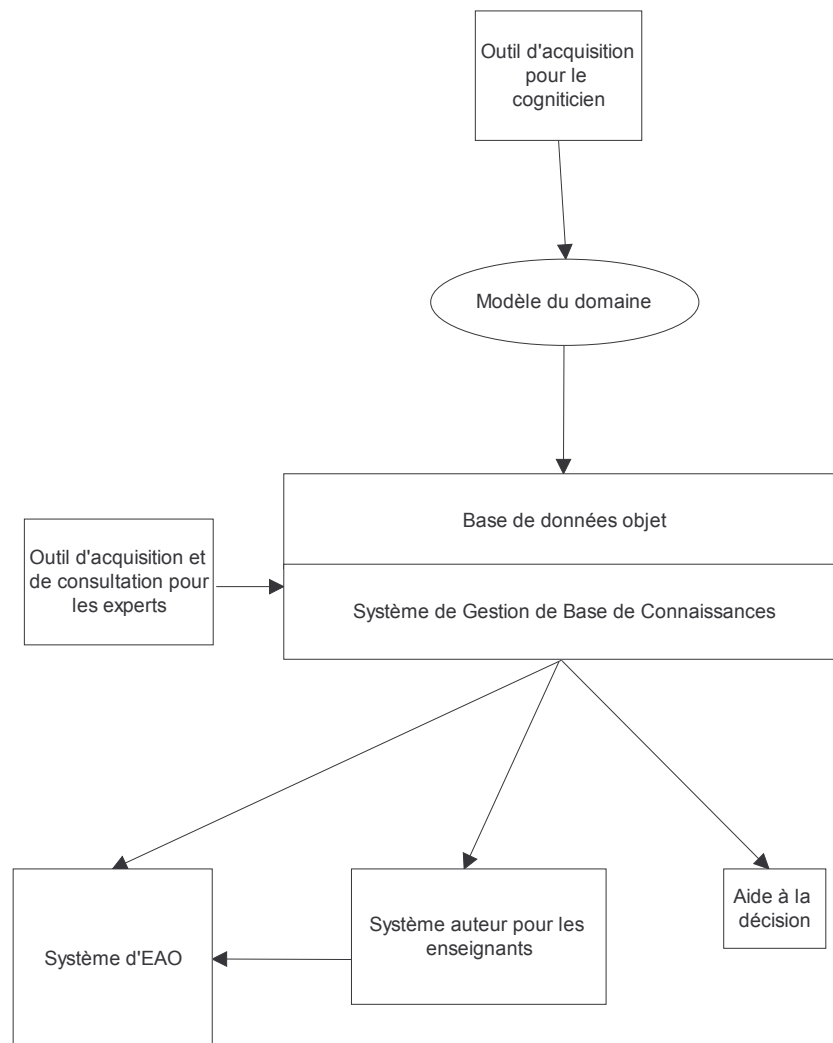 Outil d'acquisition
pour le
cogniticien
Modèle du domaine
Base de données objet
Outil d'acquisition et
de consultation pour
les experts
Système de Gestion de Base de Connaissances
Système d'EAO
Système auteur pour les
enseignants
Aide à la
décision